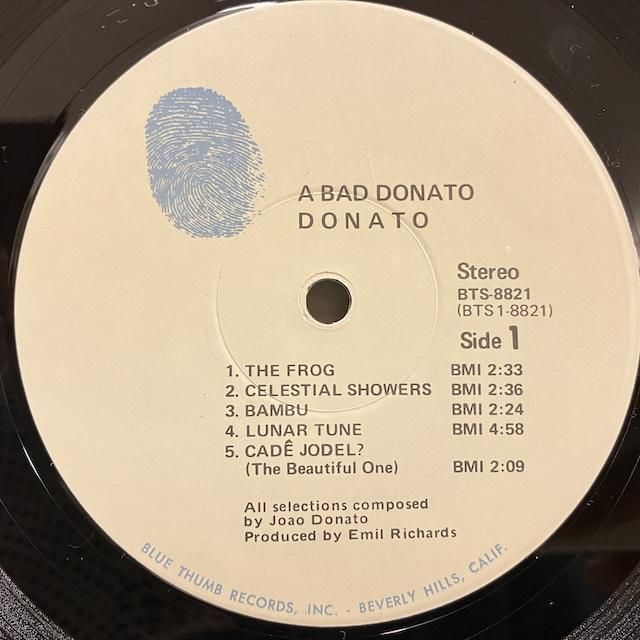 A BAD DONATO
DONATO
Stereo
BTS-8821
(BTS1-8821)
Side 1
1. THE FROG BMI 2:33
2. CELESTIAL SHOWERS BMI 2:36
3. BAMBU BMI 2:24
4. LUNAR TUNE BMI 4:58
5. CADÊ JODEL?
(The Beautiful One) BMI 2:09
All selections composed
by Joao Donato
Produced by Emil Richards
BLUE THUMB RECORDS, INC. - BEVERLY HILLS, CALIF.